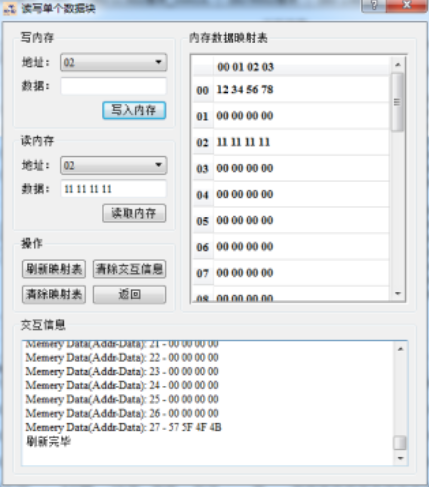 读写单个数据块
写内存
地址： 02
数据：
写入内存
读内存
地址： 02
数据： 11 11 11 11
读取内存
操作
刷新映射表 清除交互信息
清除映射表 返回
内存数据映射表
00 01 02 03
00 12 34 56 78
01 00 00 00 00
02 11 11 11 11
03 00 00 00 00
04 00 00 00 00
05 00 00 00 00
06 00 00 00 00
07 00 00 00 00
08 00 00 00 00
交互信息
Memery Data(Addr-Data): 21 - 00 00 00 00
Memery Data(Addr-Data): 22 - 00 00 00 00
Memery Data(Addr-Data): 23 - 00 00 00 00
Memery Data(Addr-Data): 24 - 00 00 00 00
Memery Data(Addr-Data): 25 - 00 00 00 00
Memery Data(Addr-Data): 26 - 00 00 00 00
Memery Data(Addr-Data): 27 - 57 5F 4F 4B
刷新完毕